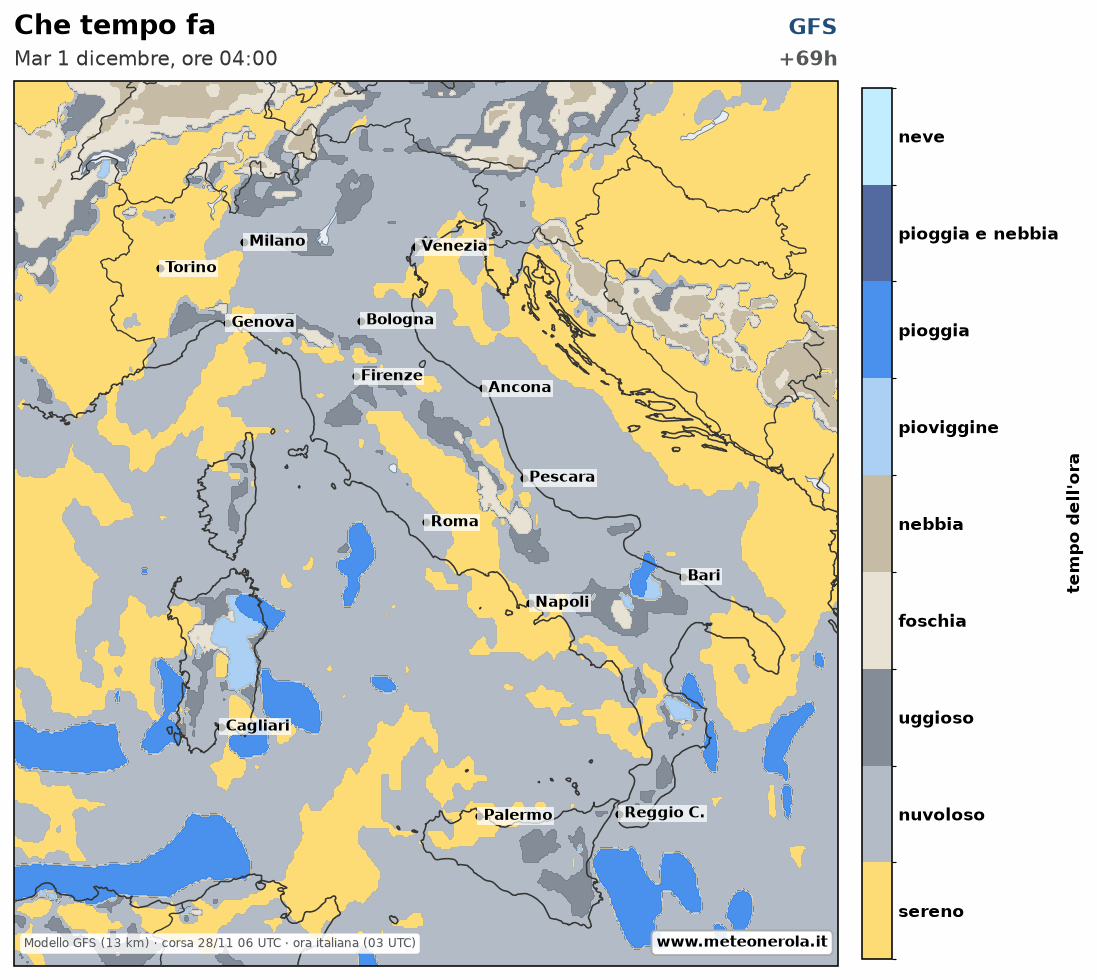 Che tempo fa
GFS
Mar 1 dicembre, ore 04:00
+69h
neve
pioggia e nebbia
pioggia
pioviggine
nebbia
foschia
uggioso
nuvoloso
sereno
tempo dell'ora
Milano
Venezia
Torino
Genova
Bologna
Firenze
Ancona
Pescara
Roma
Bari
Napoli
Cagliari
Palermo
Reggio C.
Modello GFS (13 km) · corsa 28/11 06 UTC · ora italiana (03 UTC)
www.meteonerola.it